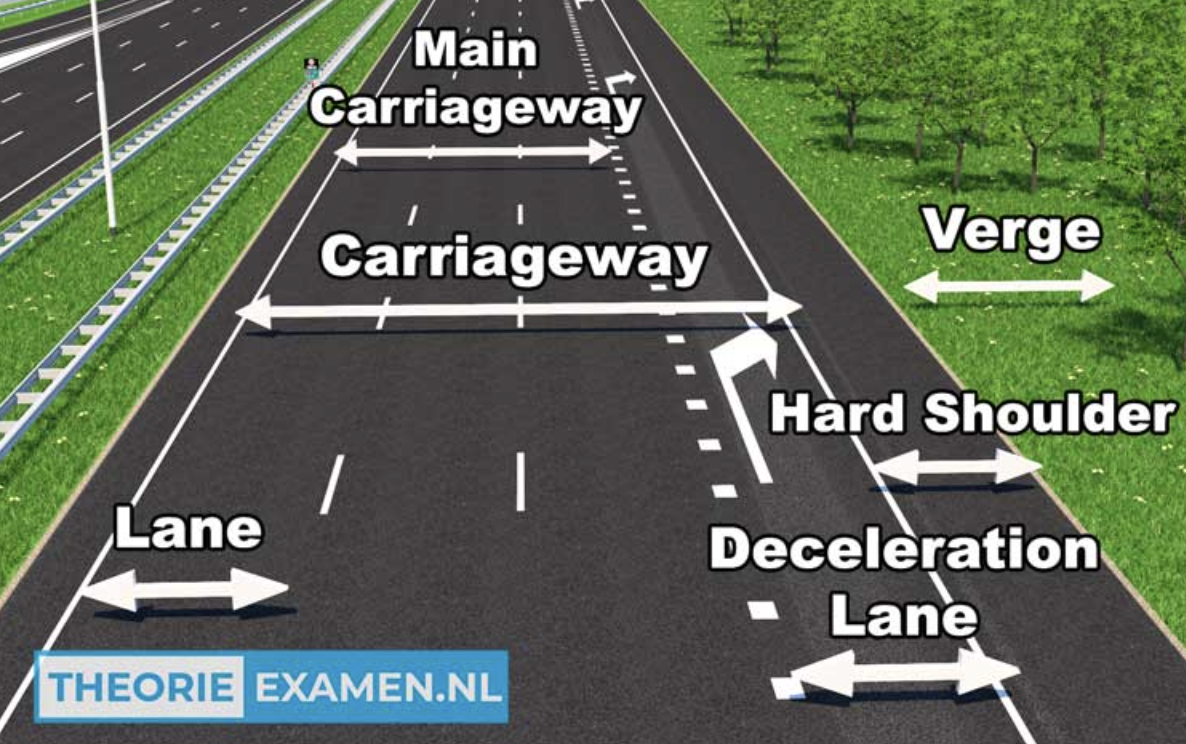 Main
Carriageway
Carriageway
Verge
Hard Shoulder
Lane
Deceleration
Lane
THEORIE EXAMEN.NL